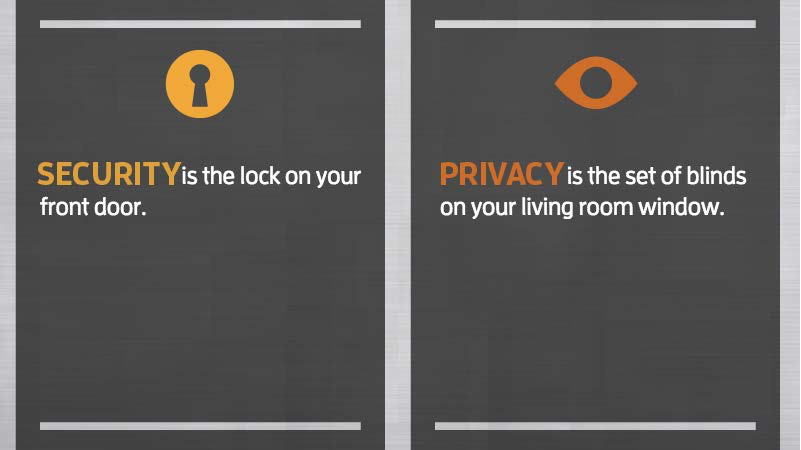 SECURITY is the lock on your
front door.
PRIVACY is the set of blinds
on your living room window.